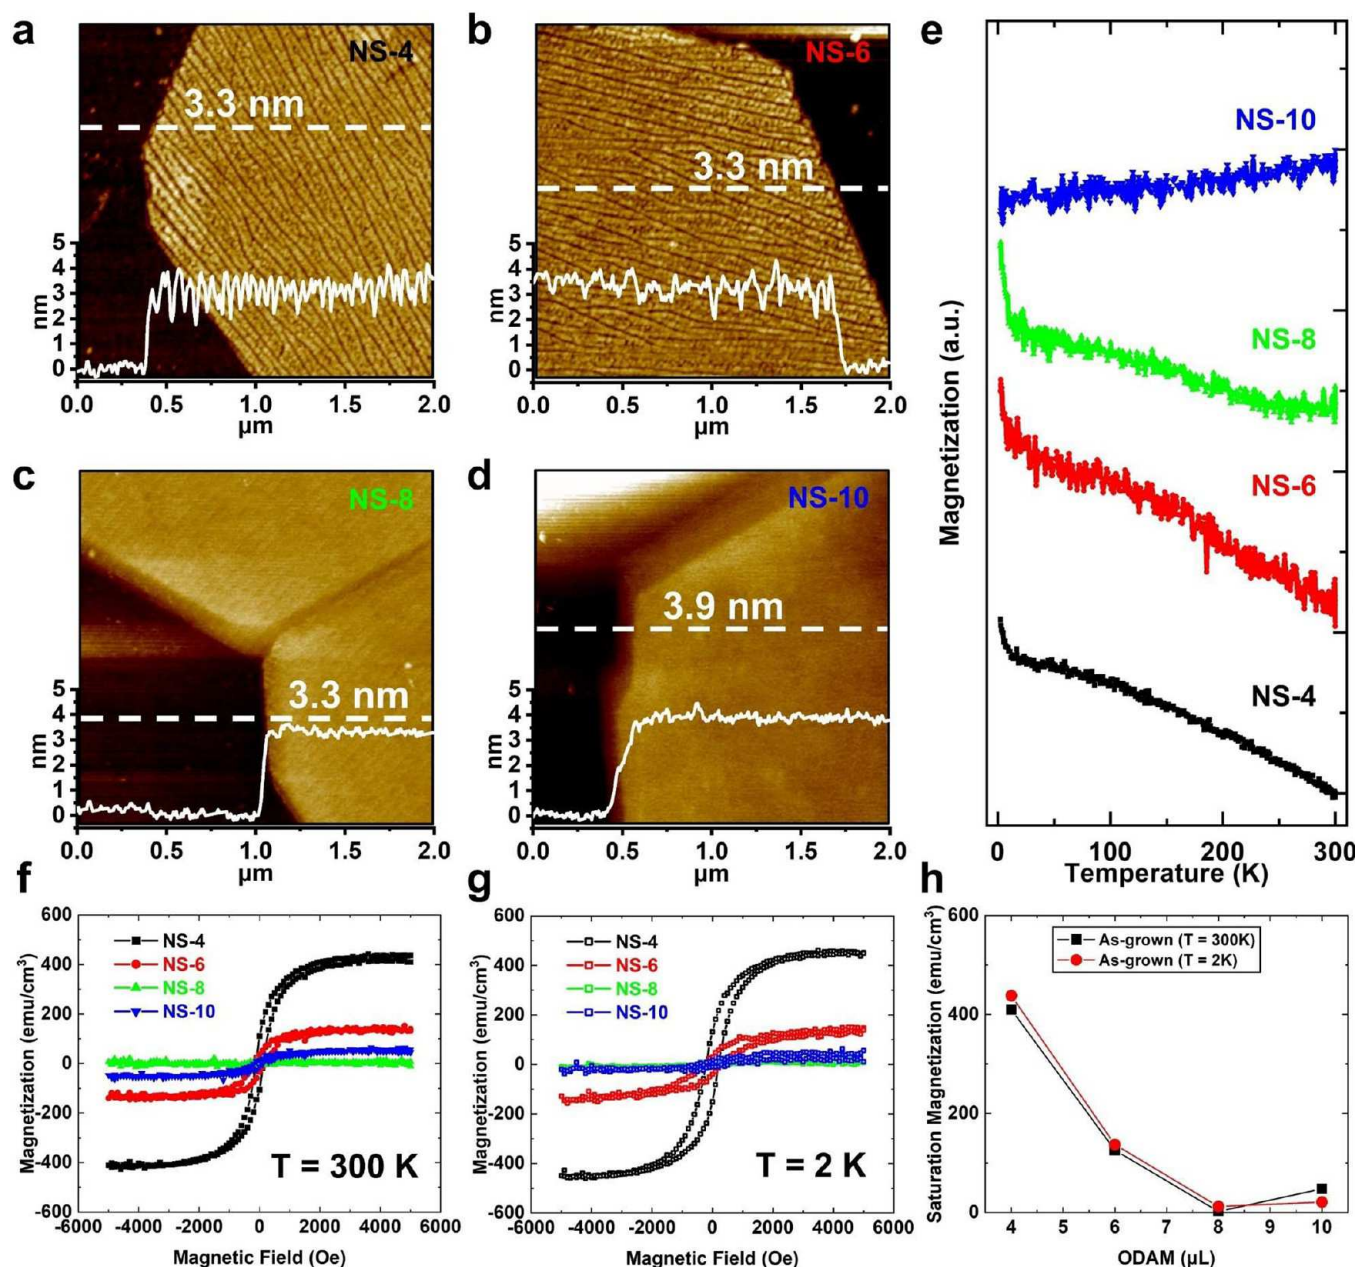 a
NS-4
3.3 nm
5
4
3
2
1
0
nm
0.0 0.5 1.0 1.5 2.0
µm
b
NS-6
3.3 nm
5
4
3
2
1
0
0.0 0.5 1.0 1.5 2.0
µm
c
NS-8
3.3 nm
5
4
3
2
1
0
nm
0.0 0.5 1.0 1.5 2.0
µm
d
NS-10
3.9 nm
5
4
3
2
1
0
0.0 0.5 1.0 1.5 2.0
µm
e
NS-10
NS-8
NS-6
NS-4
Magnetization (a.u.)
0 100 200 300
Temperature (K)
f
600
400
200
0
-200
-400
-600
Magnetization (emu/cm³)
NS-4
NS-6
NS-8
NS-10
T = 300 K
-6000 -4000 -2000 0 2000 4000 6000
Magnetic Field (Oe)
g
600
400
200
0
-200
-400
-600
Magnetization (emu/cm³)
NS-4
NS-6
NS-8
NS-10
T = 2 K
-6000 -4000 -2000 0 2000 4000 6000
Magnetic Field (Oe)
h
600
400
200
0
Saturation Magnetization (emu/cm³)
As-grown (T = 300K)
As-grown (T = 2K)
4 5 6 7 8 9 10
ODAM (µL)